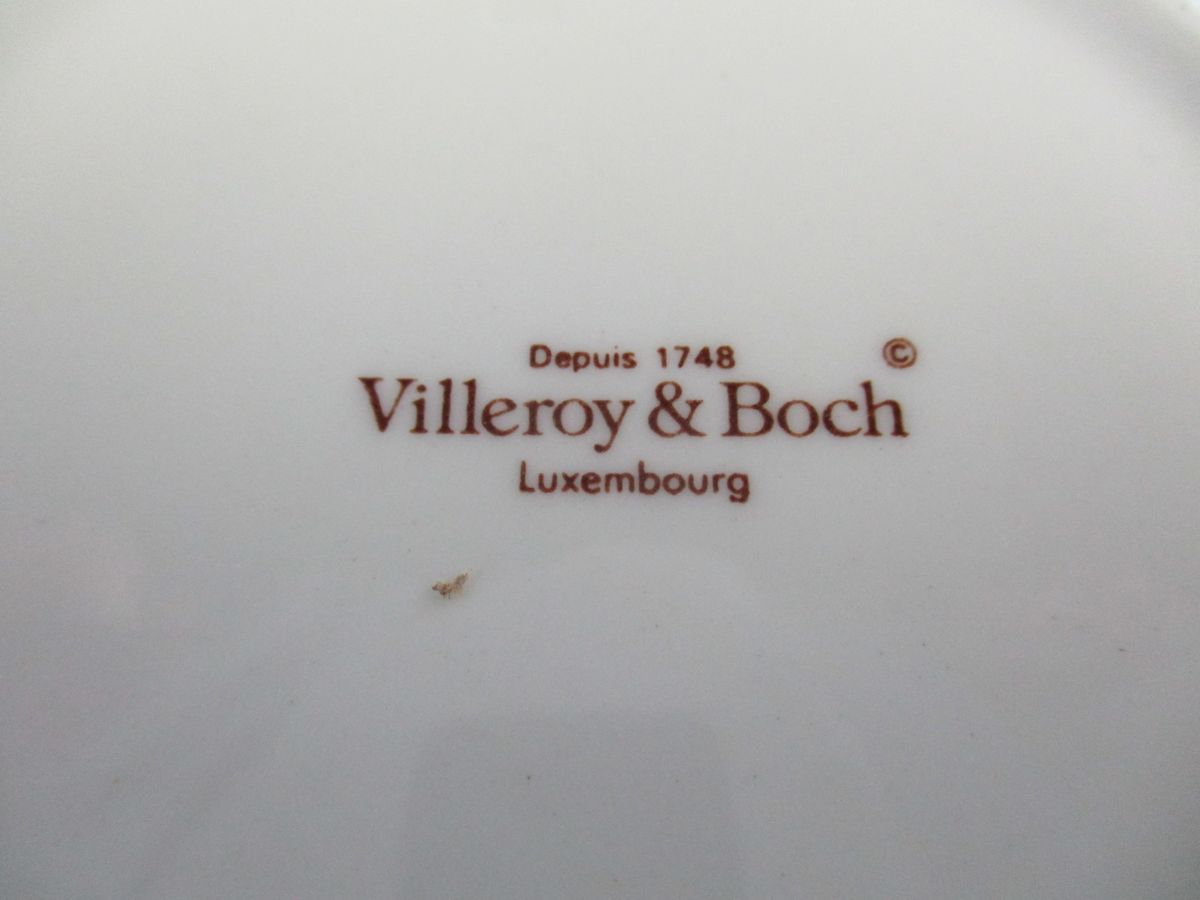 Depuis 1748 ©
Villeroy & Boch
Luxembourg